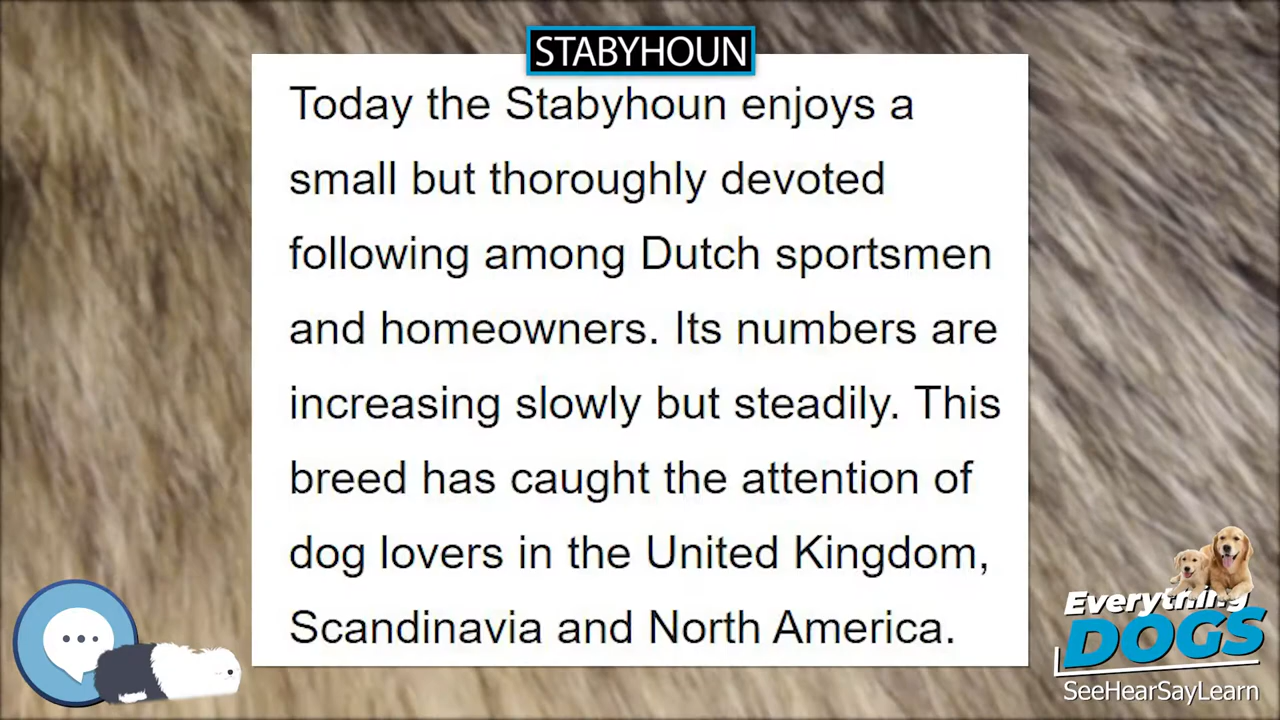 STABYHOUN
Today the Stabyhoun enjoys a
small but thoroughly devoted
following among Dutch sportsmen
and homeowners. Its numbers are
increasing slowly but steadily. This
breed has caught the attention of
dog lovers in the United Kingdom,
Scandinavia and North America.
Everything
DOGS
SeeHearSayLearn